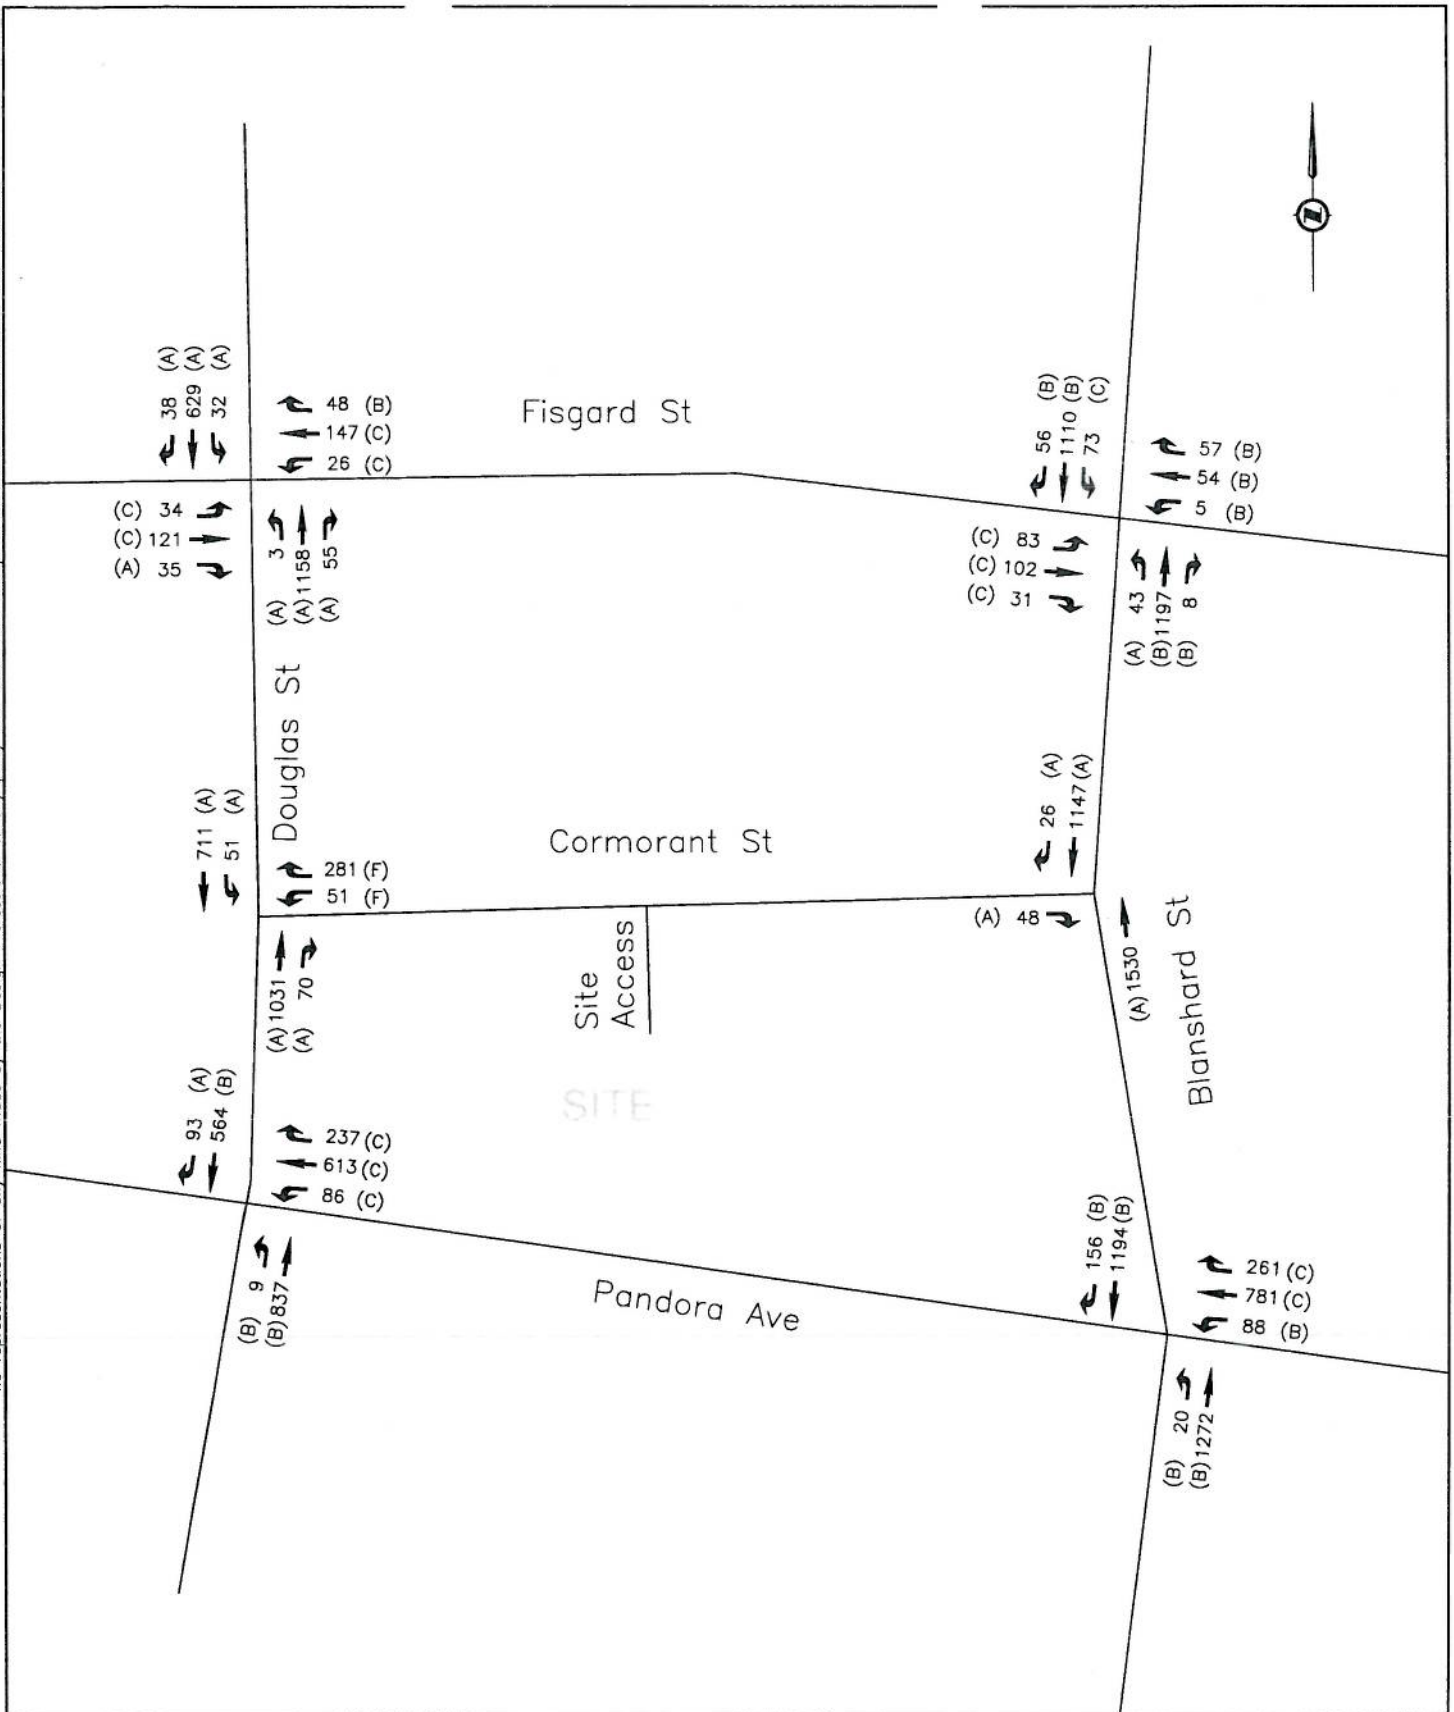 38 (A)
629 (A)
32 (A)
48 (B)
147 (C)
26 (C)
(C) 34
(C) 121
(A) 35
(A) 3
(A) 1158
(A) 55
Fisgard St
56 (B)
1110 (B)
73 (C)
57 (B)
54 (B)
5 (B)
(C) 83
(C) 102
(C) 31
(A) 43
(B) 1197
(B) 8
Douglas St
711 (A)
51 (A)
281 (F)
51 (F)
(A) 1031
(A) 70
Cormorant St
Site
Access
26 (A)
1147 (A)
(A) 48
(A) 1530
Blanshard St
SITE
93 (A)
564 (B)
237 (C)
613 (C)
86 (C)
(B) 9
(B) 837
Pandora Ave
156 (B)
1194 (B)
261 (C)
781 (C)
88 (B)
(B) 20
(B) 1272
N